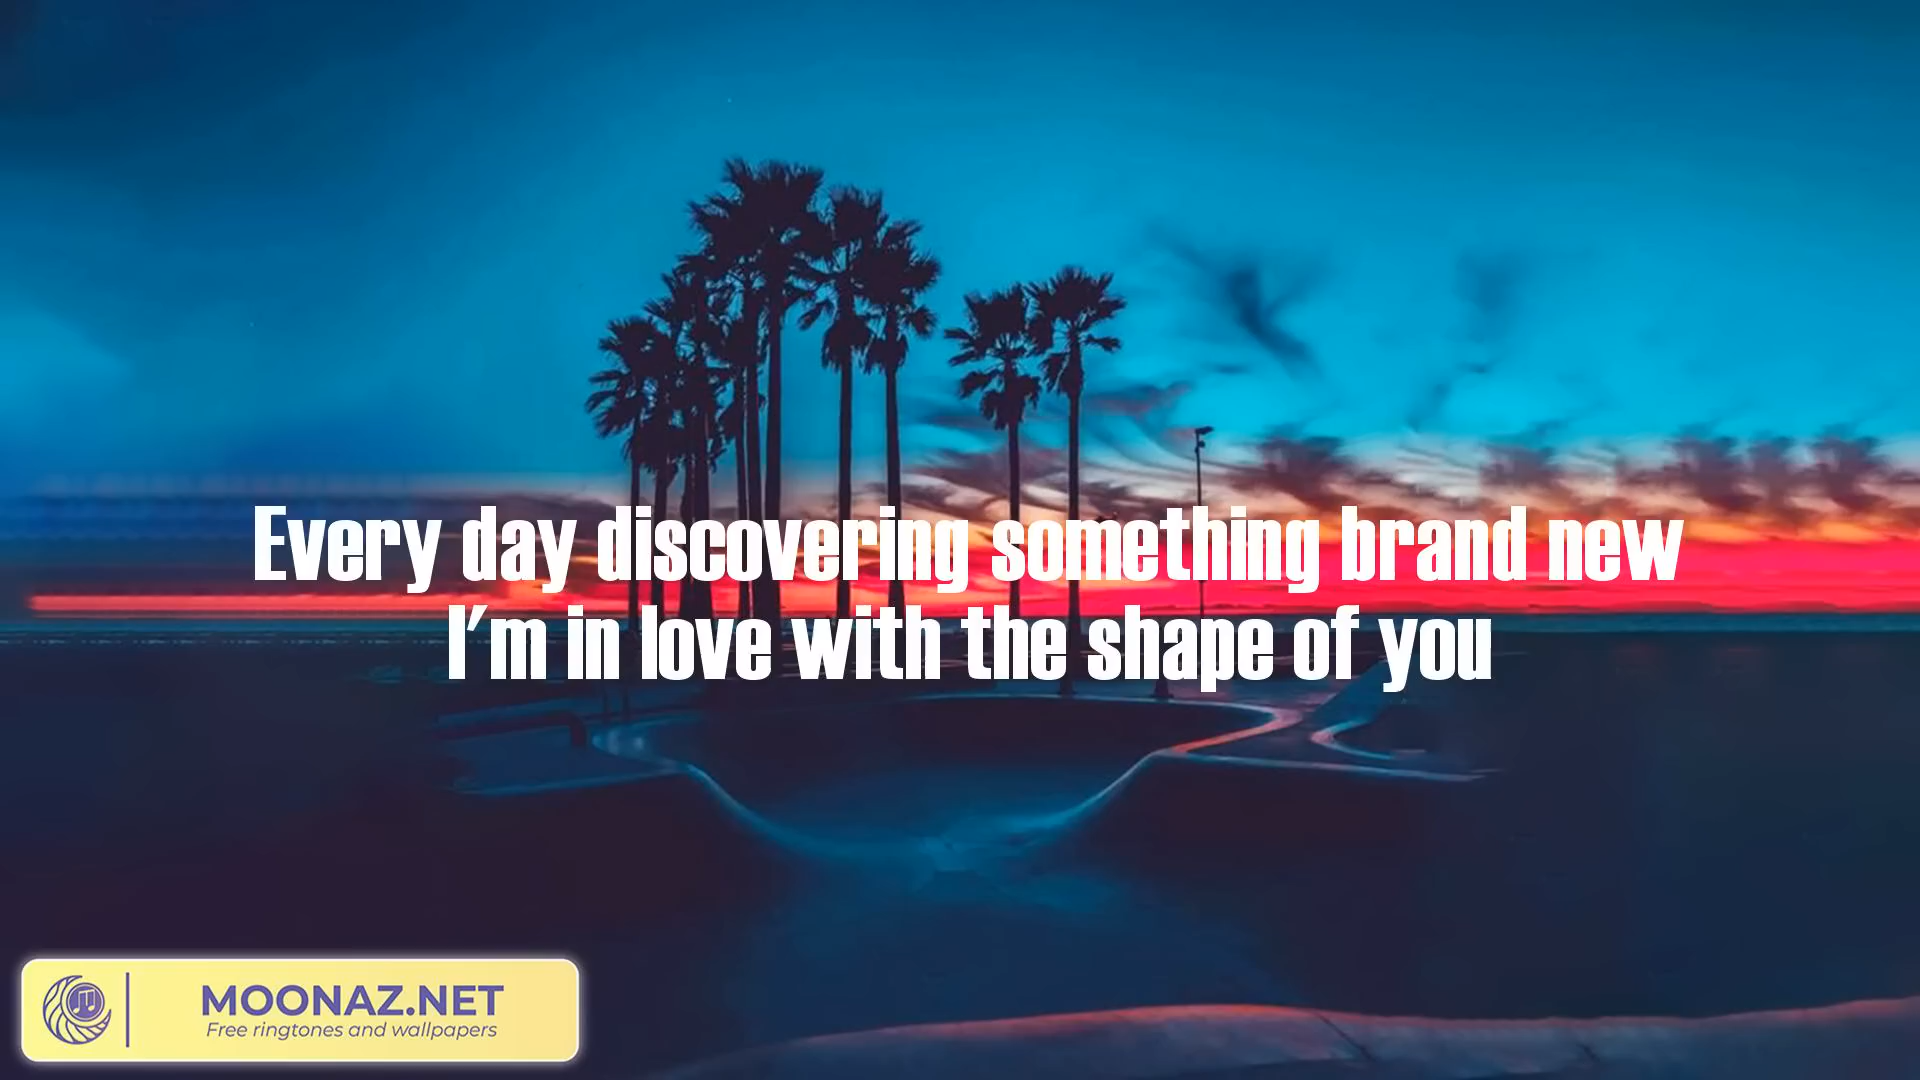 Every day discovering something brand new
I'm in love with the shape of you
MOONAZ.NET
Free ringtones and wallpapers